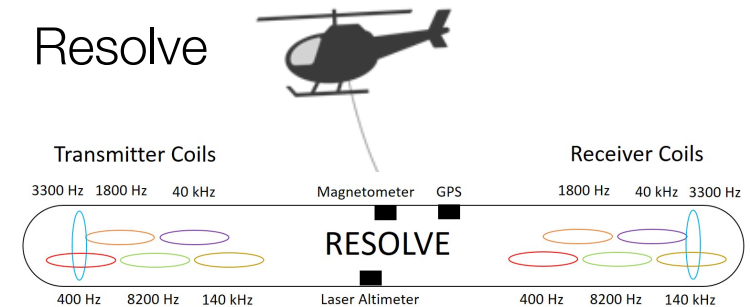 Resolve
Transmitter Coils
Receiver Coils
3300 Hz 1800 Hz 40 kHz Magnetometer GPS 1800 Hz 40 kHz 3300 Hz
RESOLVE
400 Hz 8200 Hz 140 kHz Laser Altimeter 400 Hz 8200 Hz 140 kHz